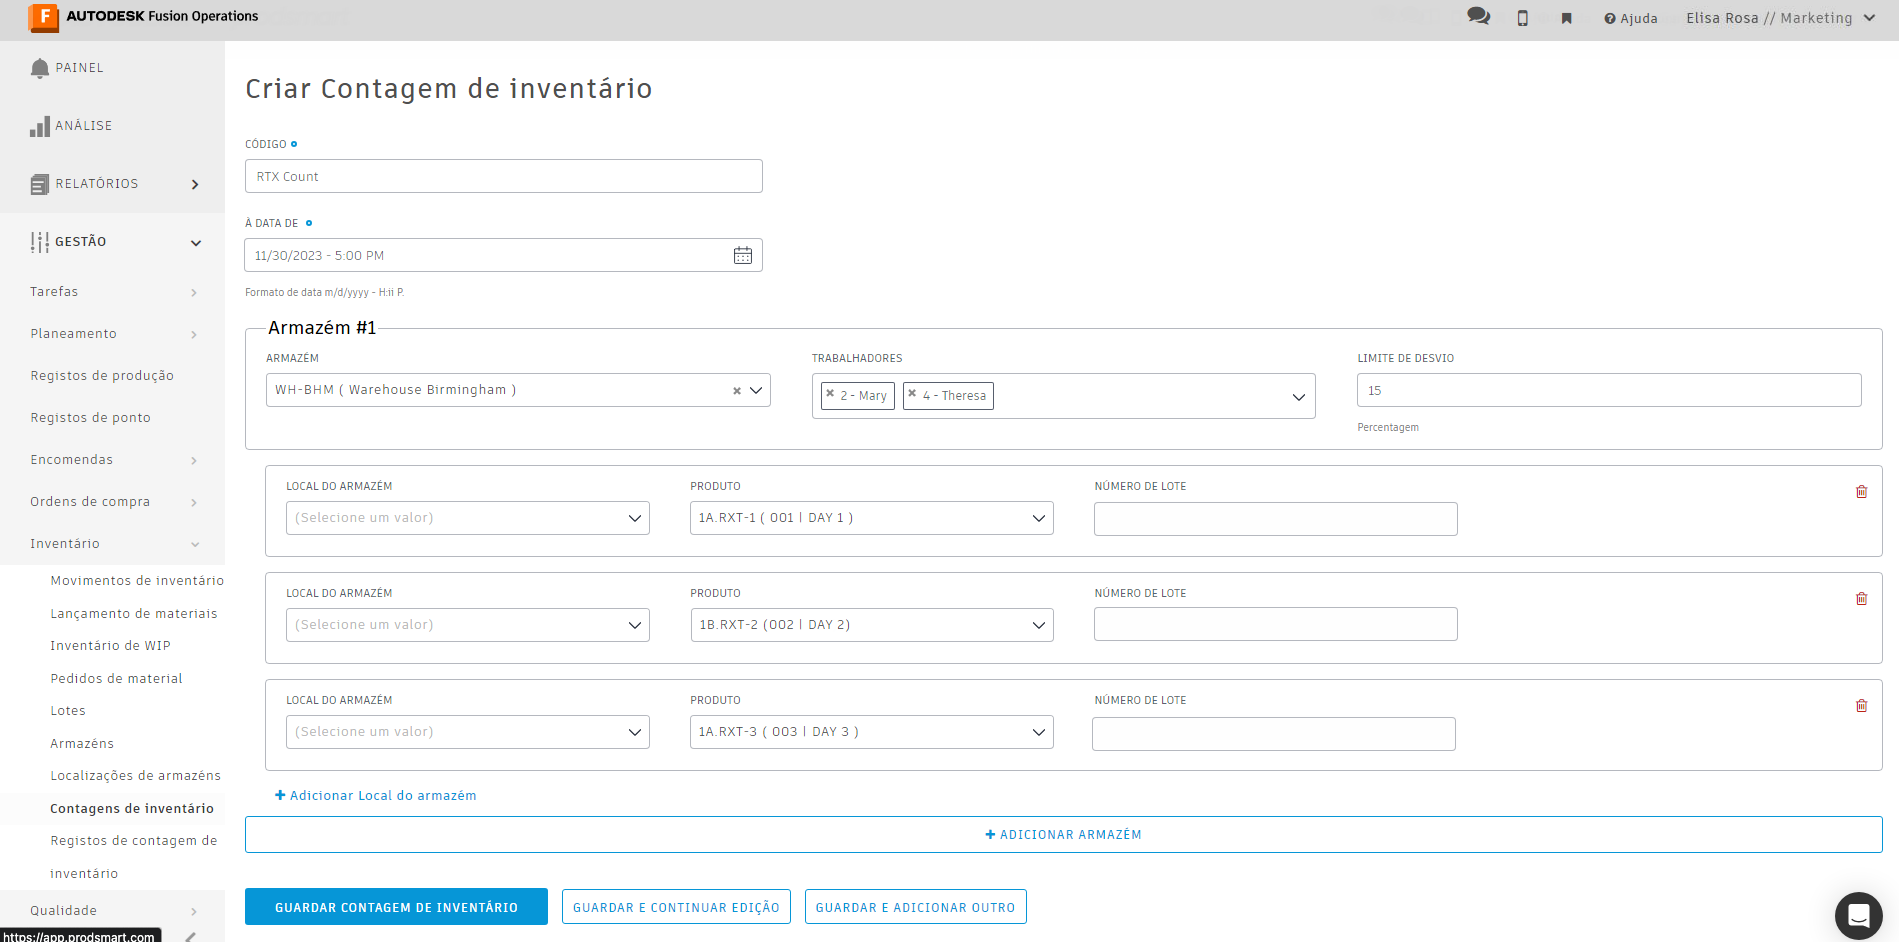 AUTODESK Fusion Operations
Ajuda
Elisa Rosa // Marketing
PAINEL
ANÁLISE
RELATÓRIOS
GESTÃO
Tarefas
Planeamento
Registos de produção
Registos de ponto
Encomendas
Ordens de compra
Inventário
Movimentos de inventário
Lançamento de materiais
Inventário de WIP
Pedidos de material
Lotes
Armazéns
Localizações de armazéns
Contagens de inventário
Registos de contagem de
inventário
Qualidade
https://app.prodsmart.com
Criar Contagem de inventário
CÓDIGO
RTX Count
À DATA DE
11/30/2023 - 5:00 PM
Formato de data m/d/yyyy - H:ii P.
Armazém #1
ARMAZÉM
WH-BHM ( Warehouse Birmingham )
TRABALHADORES
2 - Mary
4 - Theresa
LIMITE DE DESVIO
15
Percentagem
LOCAL DO ARMAZÉM
(Selecione um valor)
PRODUTO
1A.RXT-1 ( 001 | DAY 1 )
NÚMERO DE LOTE
LOCAL DO ARMAZÉM
(Selecione um valor)
PRODUTO
1B.RXT-2 (002 | DAY 2)
NÚMERO DE LOTE
LOCAL DO ARMAZÉM
(Selecione um valor)
PRODUTO
1A.RXT-3 ( 003 | DAY 3 )
NÚMERO DE LOTE
+ Adicionar Local do armazém
+ ADICIONAR ARMAZÉM
GUARDAR CONTAGEM DE INVENTÁRIO
GUARDAR E CONTINUAR EDIÇÃO
GUARDAR E ADICIONAR OUTRO